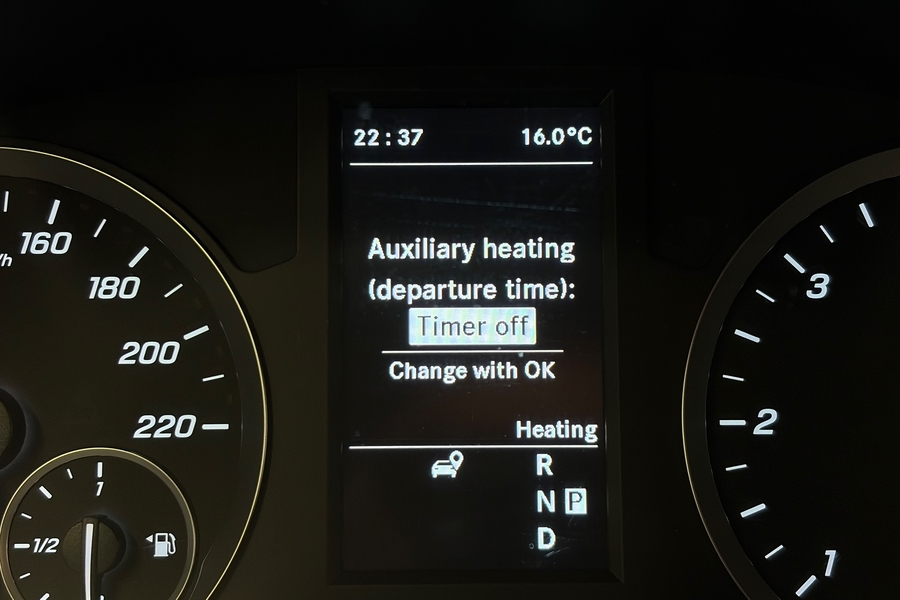 22:37 16.0°C
Auxiliary heating
(departure time):
Timer off
Change with OK
Heating
R
N P
D
160
180
200
220
1
1/2
3
2
1